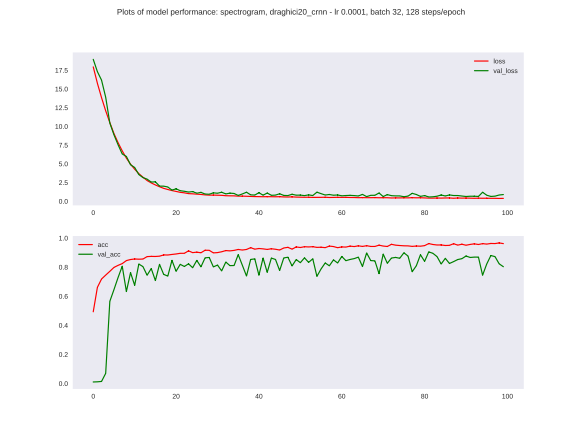 Plots of model performance: spectrogram, draghici20_crnn - lr 0.0001, batch 32, 128 steps/epoch
loss
val_loss
17.5
15.0
12.5
10.0
7.5
5.0
2.5
0.0
0 20 40 60 80 100
acc
val_acc
1.0
0.8
0.6
0.4
0.2
0.0
0 20 40 60 80 100